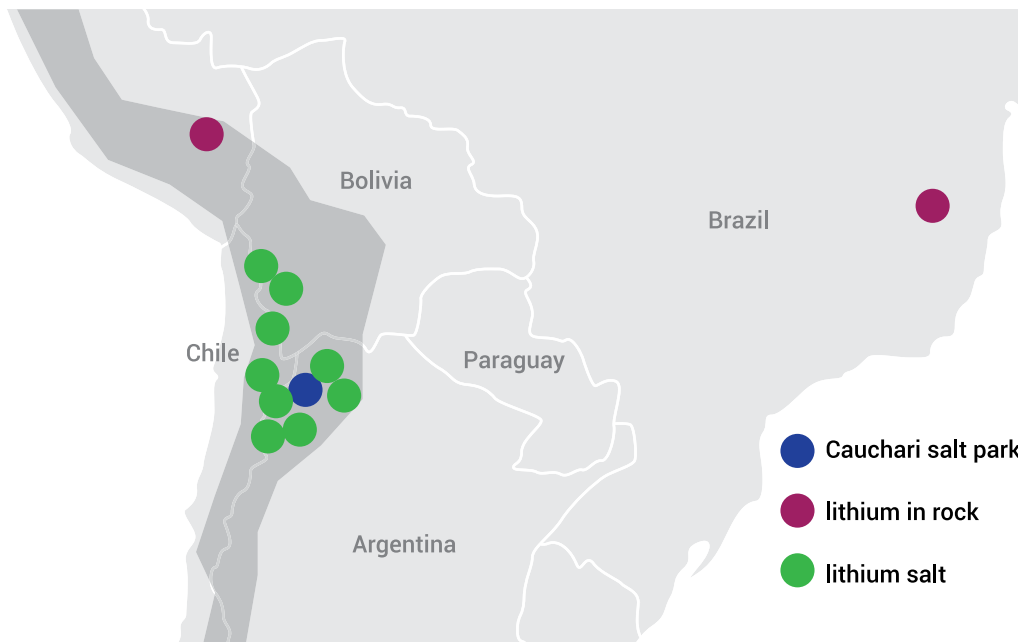 Bolivia
Brazil
Chile
Paraguay
Argentina
Cauchari salt park
lithium in rock
lithium salt